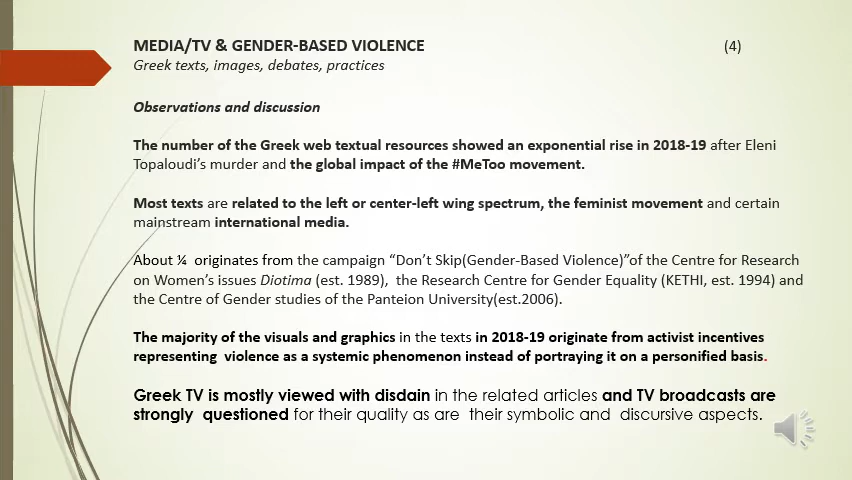 MEDIA/TV & GENDER-BASED VIOLENCE (4)
Greek texts, images, debates, practices
Observations and discussion
The number of the Greek web textual resources showed an exponential rise in 2018-19 after Eleni
Topaloudi's murder and the global impact of the #MeToo movement.
Most texts are related to the left or center-left wing spectrum, the feminist movement and certain
mainstream international media.
About ¼ originates from the campaign "Don't Skip(Gender-Based Violence)"of the Centre for Research
on Women's issues Diotima (est. 1989), the Research Centre for Gender Equality (KETHI, est. 1994) and
the Centre of Gender studies of the Panteion University(est.2006).
The majority of the visuals and graphics in the texts in 2018-19 originate from activist incentives
representing violence as a systemic phenomenon instead of portraying it on a personified basis.
Greek TV is mostly viewed with disdain in the related articles and TV broadcasts are
strongly questioned for their quality as are their symbolic and discursive aspects.